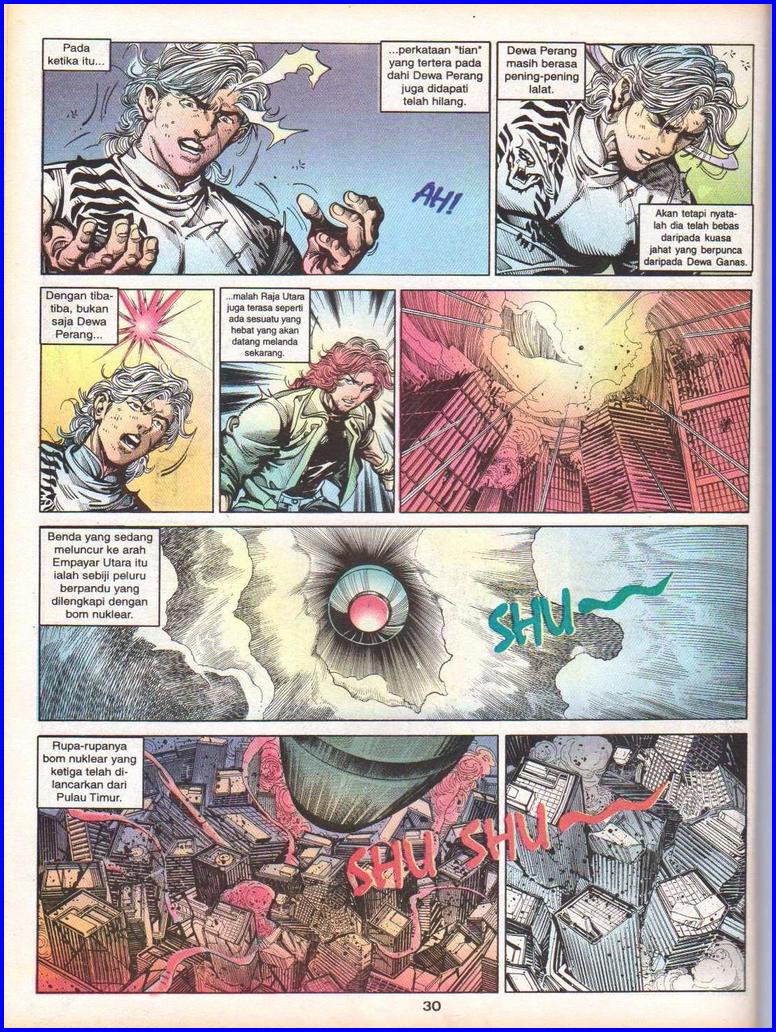 Pada
ketika itu...
...perkataan "tian"
yang tertera pada
dahi Dewa Perang
juga didapati
telah hilang.
AH!
Dewa Perang
masih berasa
pening-pening
lalat.
Akan tetapi nyata-
lah dia telah bebas
daripada kuasa
jahat yang berpunca
daripada Dewa Ganas.
Dengan tiba-
tiba, bukan
saja Dewa
Perang...
...malah Raja Utara
juga terasa seperti
ada sesuatu yang
hebat yang akan
datang melanda
sekarang.
Benda yang sedang
meluncur ke arah
Empayar Utara itu
ialah sebiji peluru
berpandu yang
dilengkapi dengan
bom nuklear.
SHU~
Rupa-rupanya
bom nuklear yang
ketiga telah di-
lancarkan dari
Pulau Timur.
SHU SHU~
30